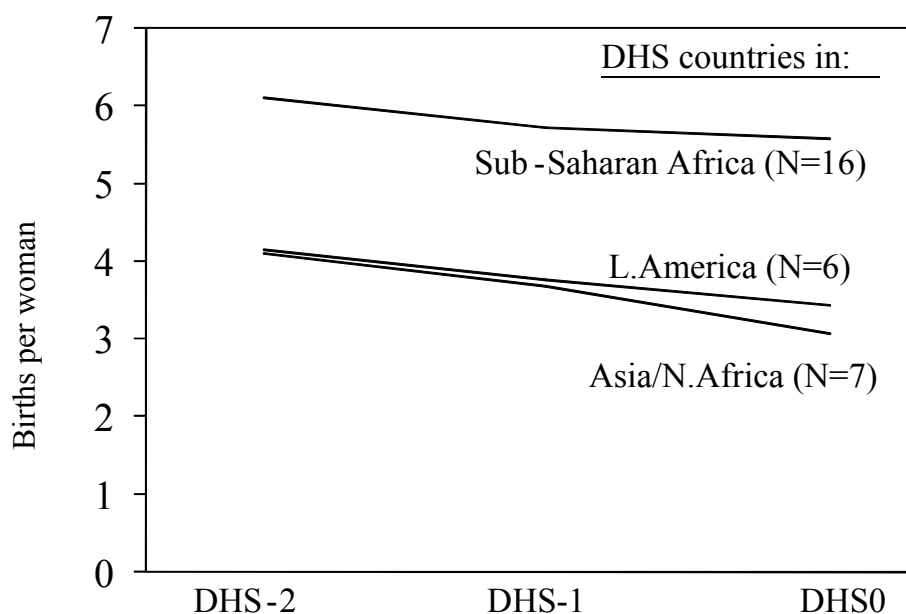 7
DHS countries in:
6
Sub-Saharan Africa (N=16)
5
4
L.America (N=6)
3
Asia/N.Africa (N=7)
2
1
0
Births per woman
DHS-2 DHS-1 DHS0